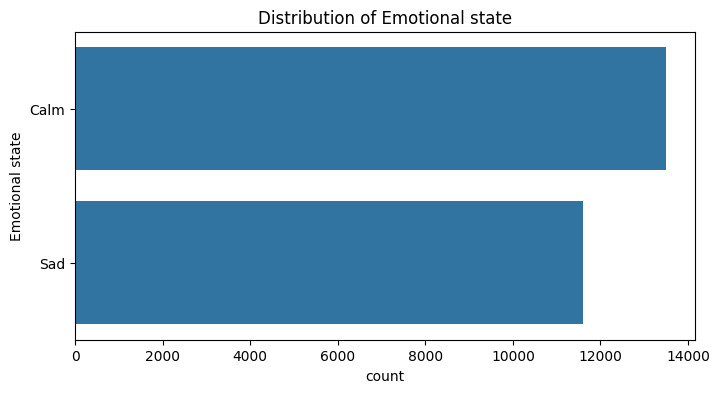 Distribution of Emotional state
Emotional state
Calm
Sad
0 2000 4000 6000 8000 10000 12000 14000
count